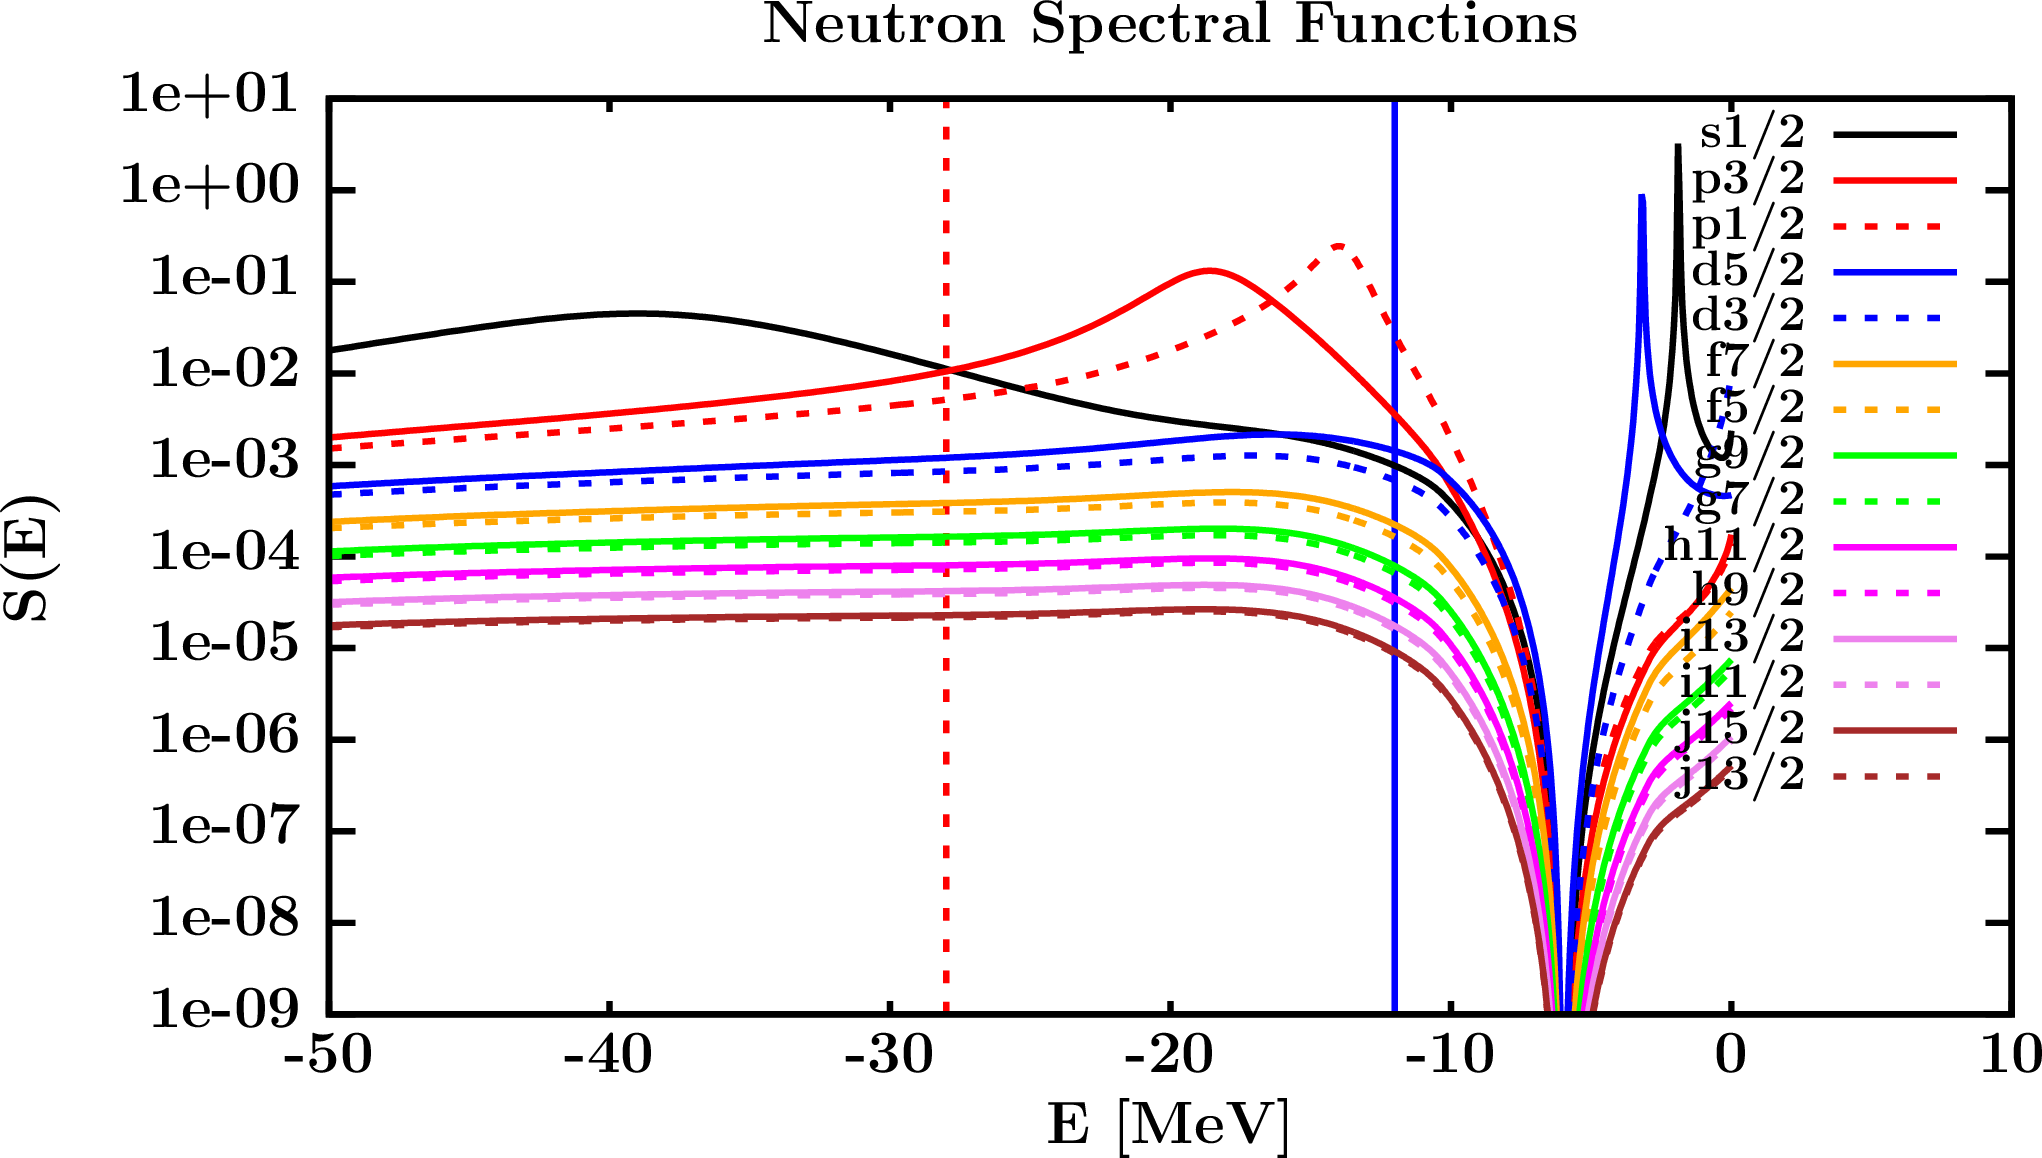 Neutron Spectral Functions
1e+01
1e+00
1e-01
1e-02
1e-03
1e-04
1e-05
1e-06
1e-07
1e-08
1e-09
S(E)
s1/2
p3/2
p1/2
d5/2
d3/2
f7/2
f5/2
g9/2
g7/2
h11/2
h9/2
i13/2
i11/2
j15/2
j13/2
-50 -40 -30 -20 -10 0 10
E [MeV]